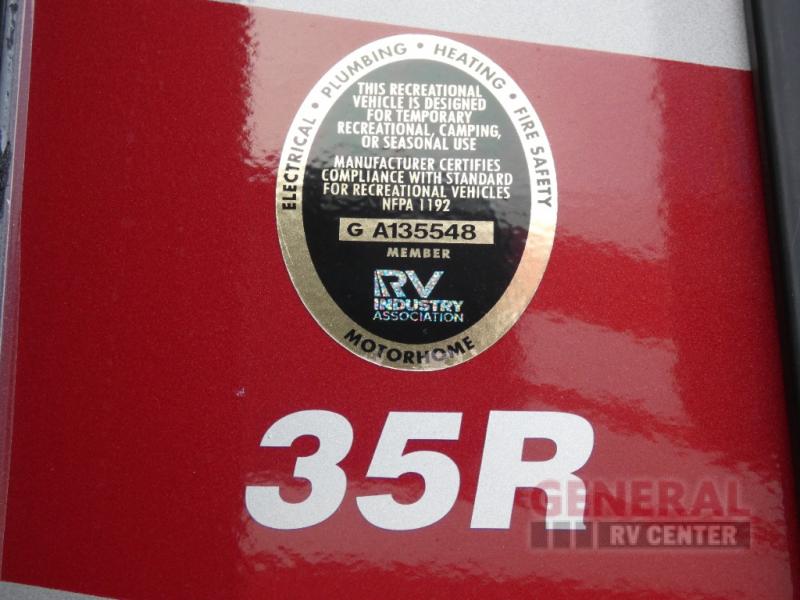 ELECTRICAL • PLUMBING • HEATING • FIRE SAFETY
THIS RECREATIONAL
VEHICLE IS DESIGNED
FOR TEMPORARY
RECREATIONAL, CAMPING,
OR SEASONAL USE
MANUFACTURER CERTIFIES
COMPLIANCE WITH STANDARD
FOR RECREATIONAL VEHICLES
NFPA 1192
G A135548
MEMBER
RV
INDUSTRY
ASSOCIATION
MOTORHOME
35R
GENERAL
RV CENTER